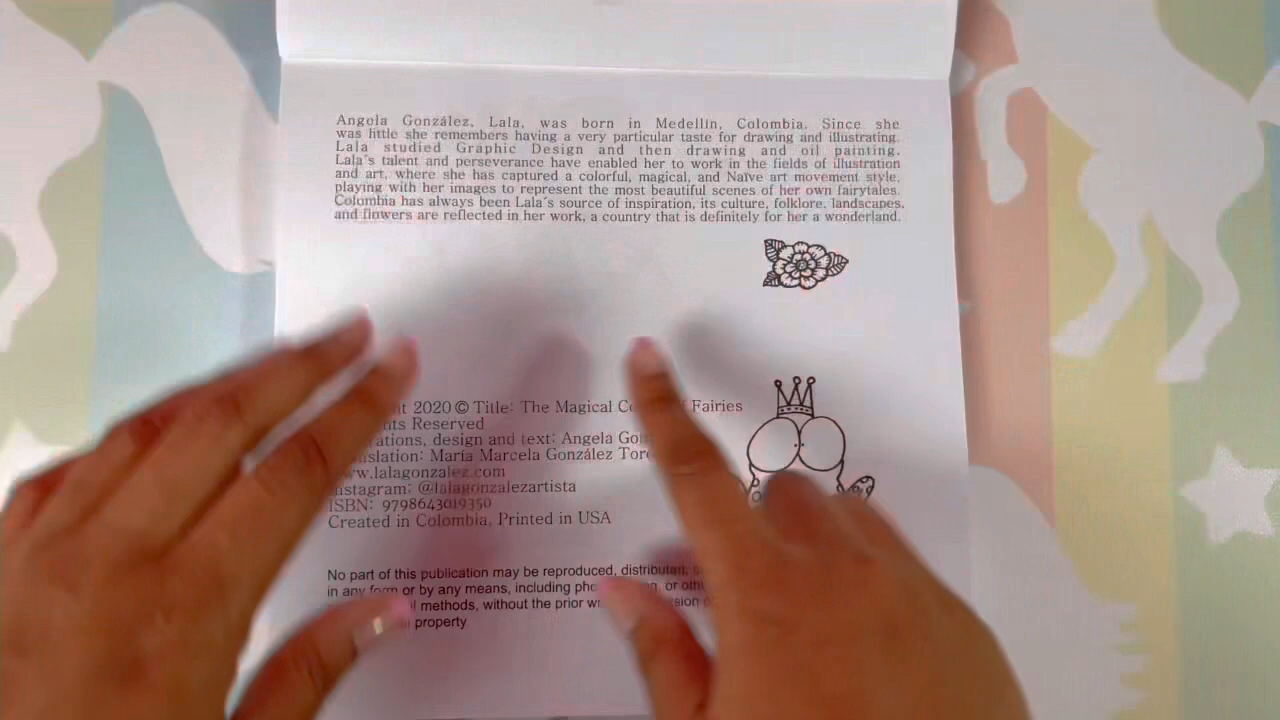 Angola González, Lala, was born in Medellín, Colombia. Since she
was little she remembers having a very particular taste for drawing and illustrating.
Lala studied Graphic Design and then drawing and oil painting.
Lala's talent and perseverance have enabled her to work in the fields of illustration
and art, where she has captured a colorful, magical, and Naïve art movement style,
playing with her images to represent the most beautiful scenes of her own fairytales.
Colombia has always been Lala's source of inspiration, its culture, folklore, landscapes,
and flowers are reflected in her work, a country that is definitely for her a wonderland.
2020 © Title: The Magical Fairies
Reserved
design and text: Angela
María Marcela González
www.lalagonzalez.com
Instagram: @lalagonzalezartista
ISBN: 9798643019350
Created in Colombia, Printed in USA
No part of this publication may be reproduced, distributed,
in any form or by any means, including or
methods, without the prior
property